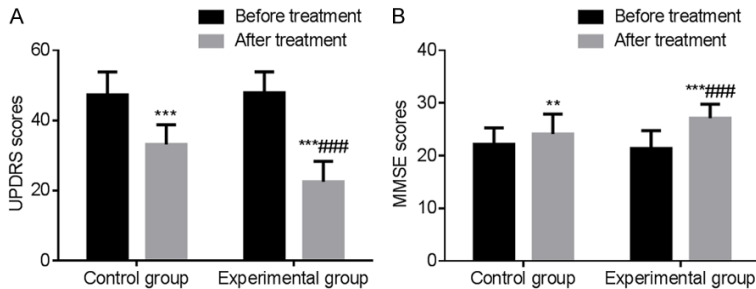 A
Before treatment
After treatment
60
40
20
0
UPDRS scores
***
***###
Control group
Experimental group
B
Before treatment
After treatment
40
30
20
10
0
MMSE scores
**
***###
Control group
Experimental group